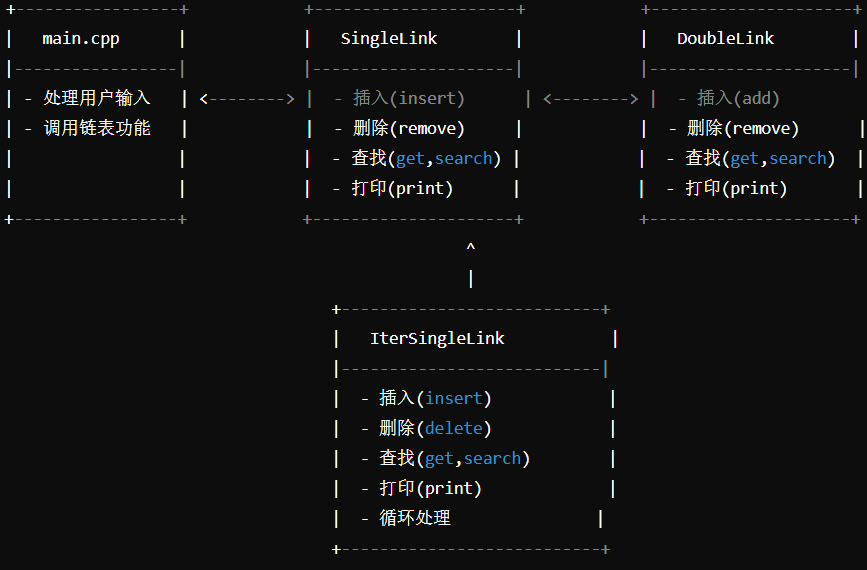 +-----------------+            +---------------------+            +---------------------+
|   main.cpp      |            |   SingleLink        |            |   DoubleLink        |
|-----------------|            |---------------------|            |---------------------|
| - 处理用户输入   | <--------> |  - 插入(insert)      | <--------> |  - 插入(add)
| - 调用链表功能   |            |  - 删除(remove)     |            |  - 删除(remove)      |
|                 |            |  - 查找(get,search) |            |  - 查找(get,search)  |
|                 |            |  - 打印(print)      |            |  - 打印(print)       |
+-----------------+            +---------------------+            +---------------------+
^
|
+---------------------------+
|   IterSingleLink           |
|---------------------------|
|  - 插入(insert)            |
|  - 删除(delete)            |
|  - 查找(get,search)        |
|  - 打印(print)             |
|  - 循环处理               |
+---------------------------+